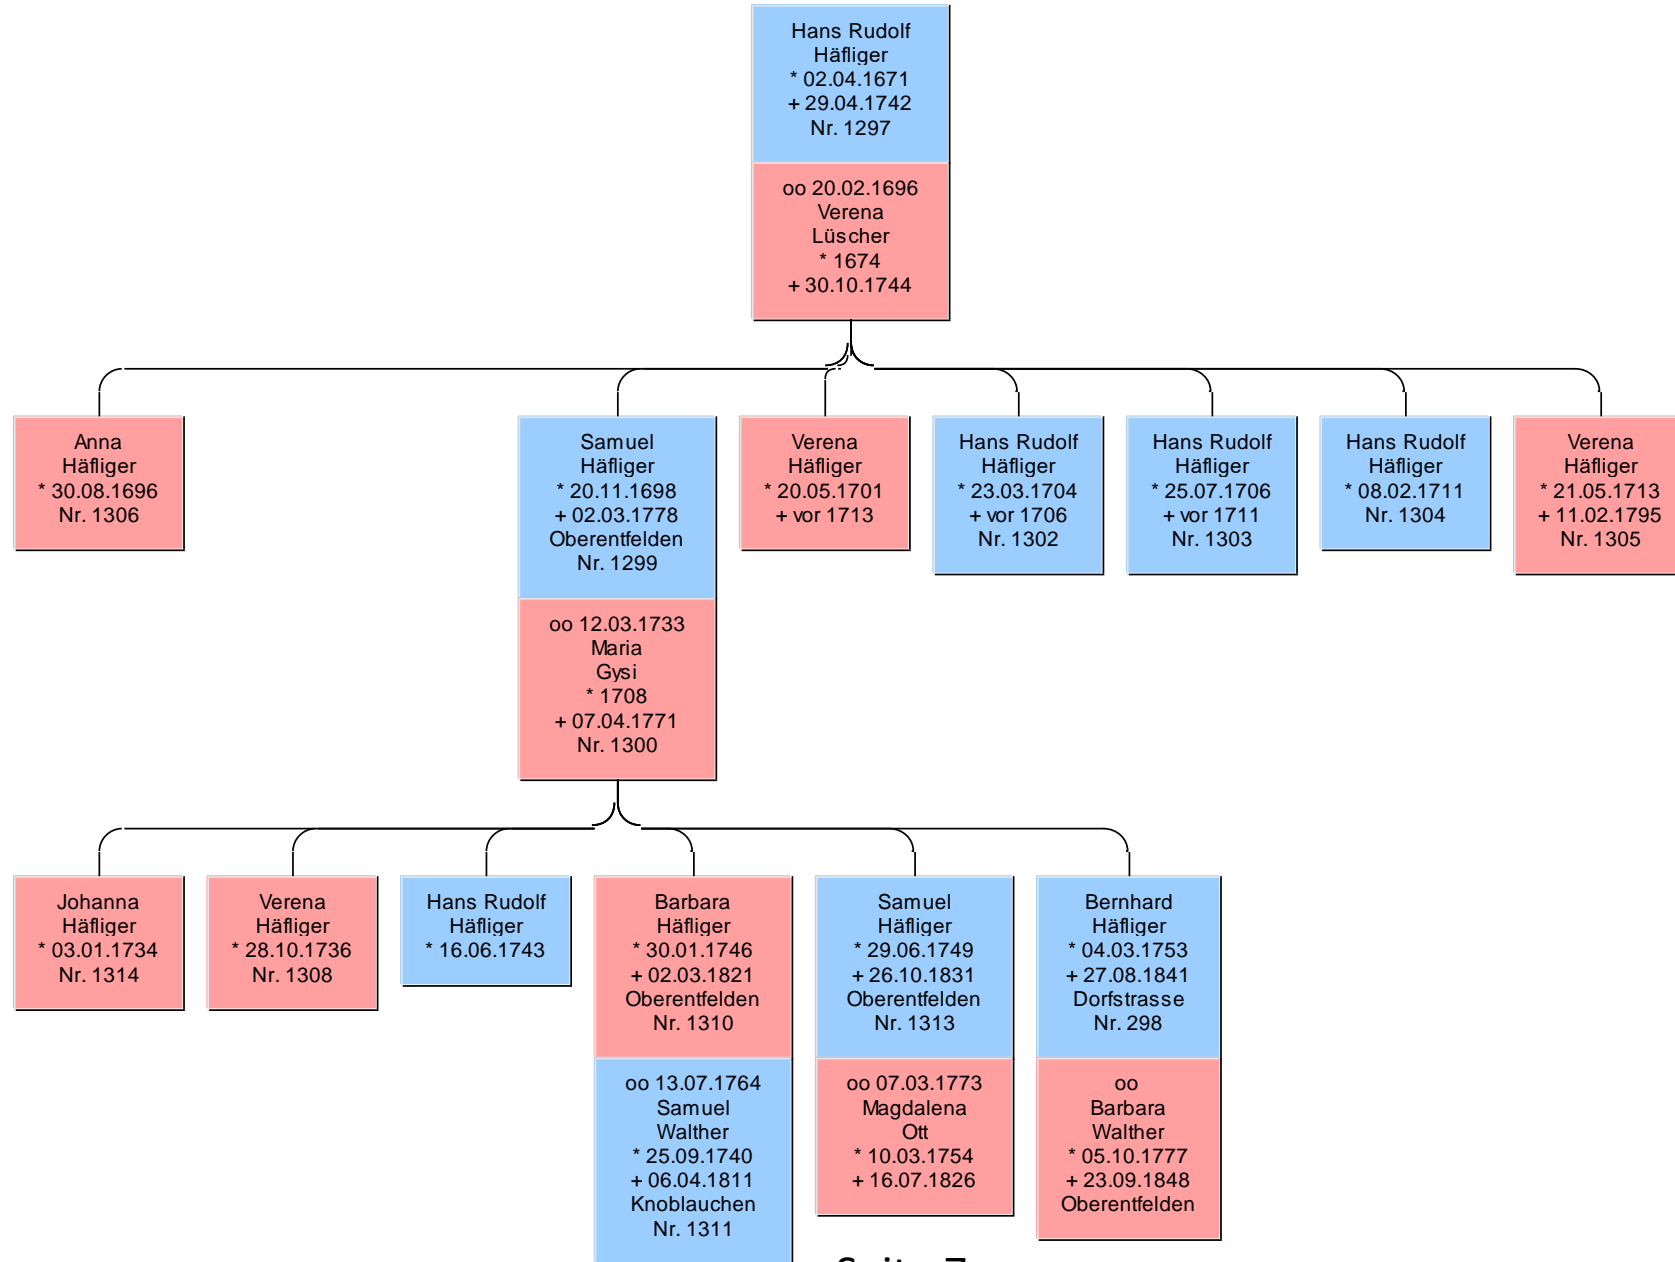 Hans Rudolf
Häfliger
* 02.04.1671
+ 29.04.1742
Nr. 1297
oo 20.02.1696
Verena
Lüscher
* 1674
+ 30.10.1744
Anna
Häfliger
* 30.08.1696
Nr. 1306
Samuel
Häfliger
* 20.11.1698
+ 02.03.1778
Oberentfelden
Nr. 1299
oo 12.03.1733
Maria
Gysi
* 1708
+ 07.04.1771
Nr. 1300
Verena
Häfliger
* 20.05.1701
+ vor 1713
Hans Rudolf
Häfliger
* 23.03.1704
+ vor 1706
Nr. 1302
Hans Rudolf
Häfliger
* 25.07.1706
+ vor 1711
Nr. 1303
Hans Rudolf
Häfliger
* 08.02.1711
Nr. 1304
Verena
Häfliger
* 21.05.1713
+ 11.02.1795
Nr. 1305
Johanna
Häfliger
* 03.01.1734
Nr. 1314
Verena
Häfliger
* 28.10.1736
Nr. 1308
Hans Rudolf
Häfliger
* 16.06.1743
Barbara
Häfliger
* 30.01.1746
+ 02.03.1821
Oberentfelden
Nr. 1310
oo 13.07.1764
Samuel
Walther
* 25.09.1740
+ 06.04.1811
Knoblauchen
Nr. 1311
Samuel
Häfliger
* 29.06.1749
+ 26.10.1831
Oberentfelden
Nr. 1313
oo 07.03.1773
Magdalena
Ott
* 10.03.1754
+ 16.07.1826
Bernhard
Häfliger
* 04.03.1753
+ 27.08.1841
Dorfstrasse
Nr. 298
oo
Barbara
Walther
* 05.10.1777
+ 23.09.1848
Oberentfelden